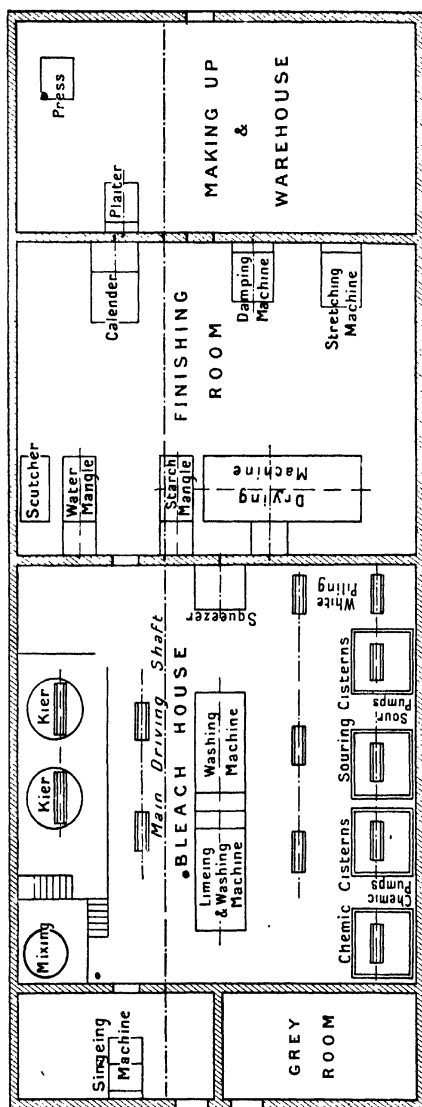 Press
MAKING UP
&
WAREHOUSE
Plaiter
Calender
Damping
Machine
Stretching
Machine
FINISHING
ROOM
Scutcher
Water
Mangle
Starch
Mangle
Drying
Machine
Kier
Kier
Mixing
Main Driving Shaft
BLEACH HOUSE
Squeezer
Washing
Machine
Limeing
& Washing
Machine
White
Piling
Souring Cisterns
Sour
Pumps
Chemic Cisterns
Chemic
Pumps
Singeing
Machine
GREY
ROOM